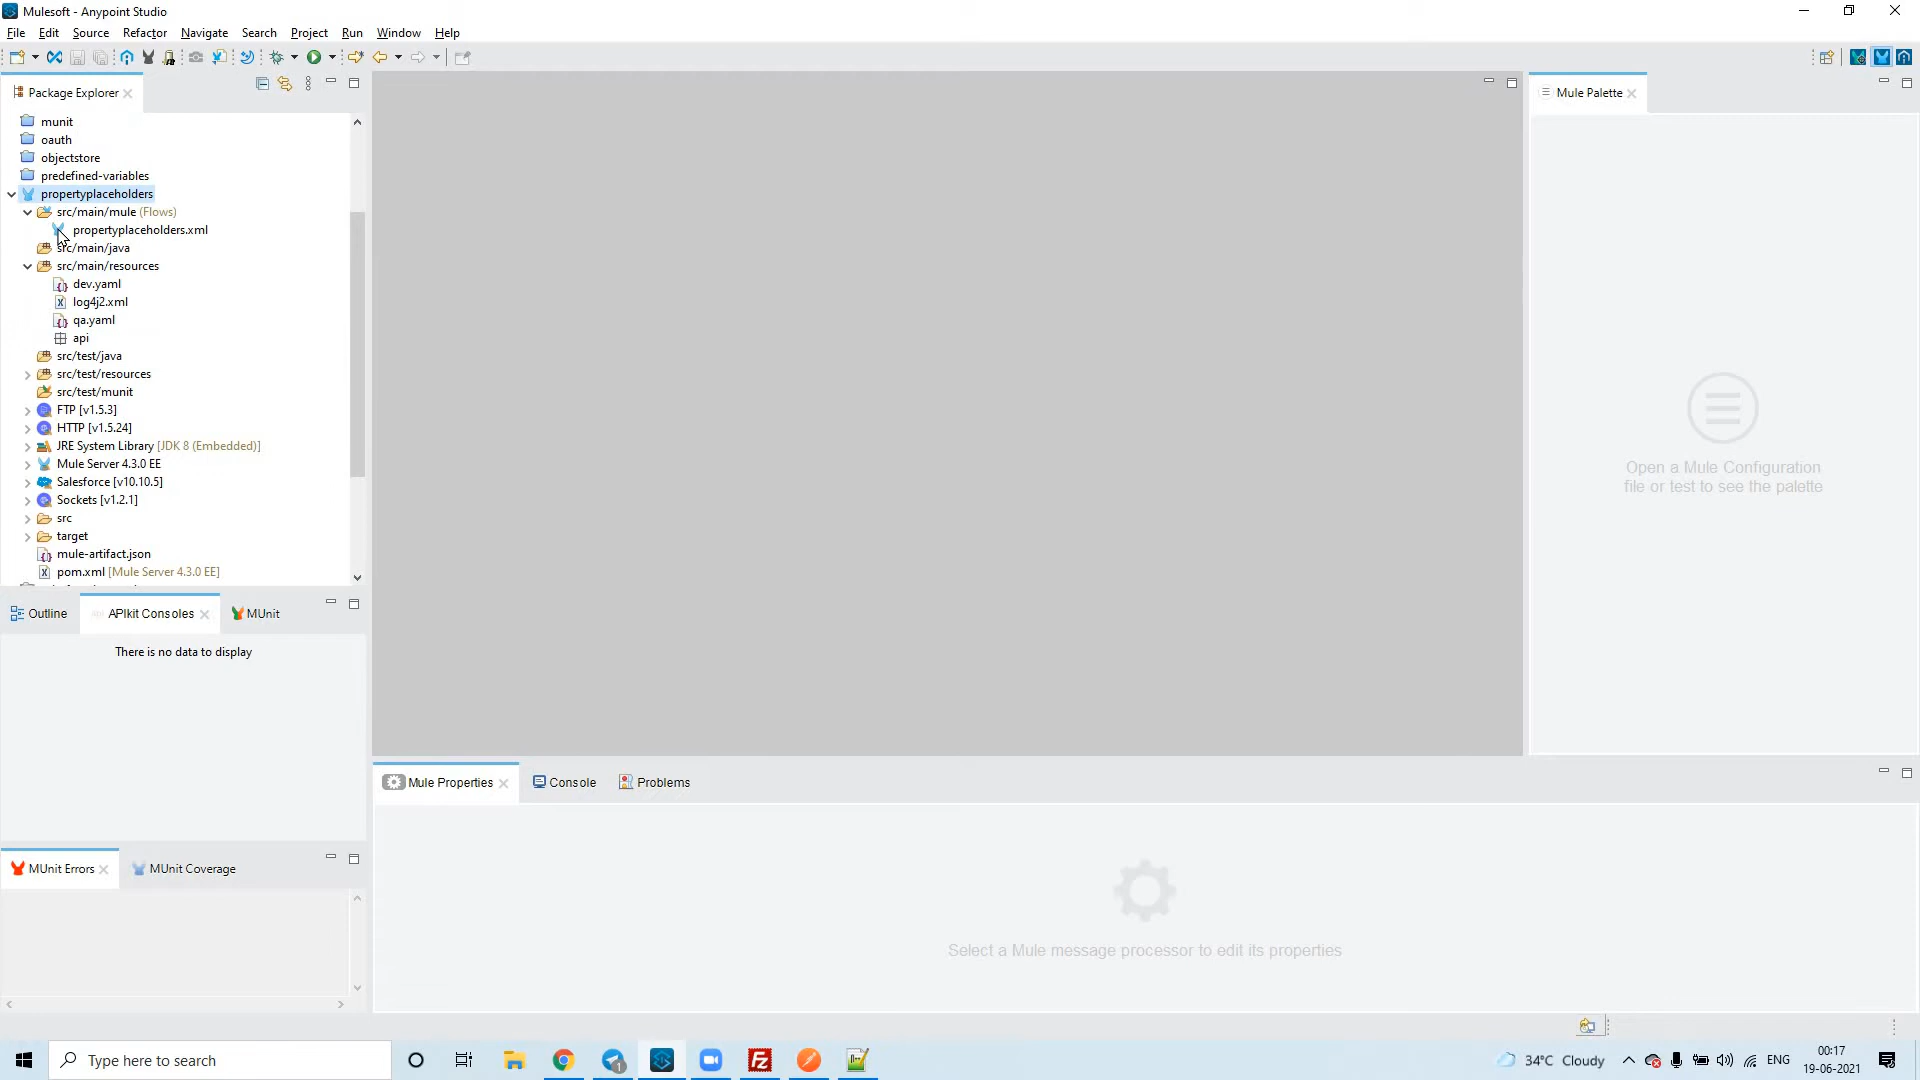 Mulesoft - Anypoint Studio
File Edit Source Refactor Navigate Search Project Run Window Help
Package Explorer
munit
oauth
objectstore
predefined-variables
propertyplaceholders
src/main/mule (Flows)
propertyplaceholders.xml
src/main/java
src/main/resources
dev.yaml
log4j2.xml
qa.yaml
api
src/test/java
src/test/resources
src/test/munit
FTP [v1.5.3]
HTTP [v1.5.24]
JRE System Library [JDK 8 (Embedded)]
Mule Server 4.3.0 EE
Salesforce [v10.10.5]
Sockets [v1.2.1]
src
target
mule-artifact.json
pom.xml [Mule Server 4.3.0 EE]
Mule Palette
Open a Mule Configuration
file or test to see the palette
Outline APIkit Consoles MUnit
There is no data to display
Mule Properties Console Problems
Select a Mule message processor to edit its properties
MUnit Errors MUnit Coverage
Type here to search
1
34°C Cloudy
ENG
00:17
19-06-2021